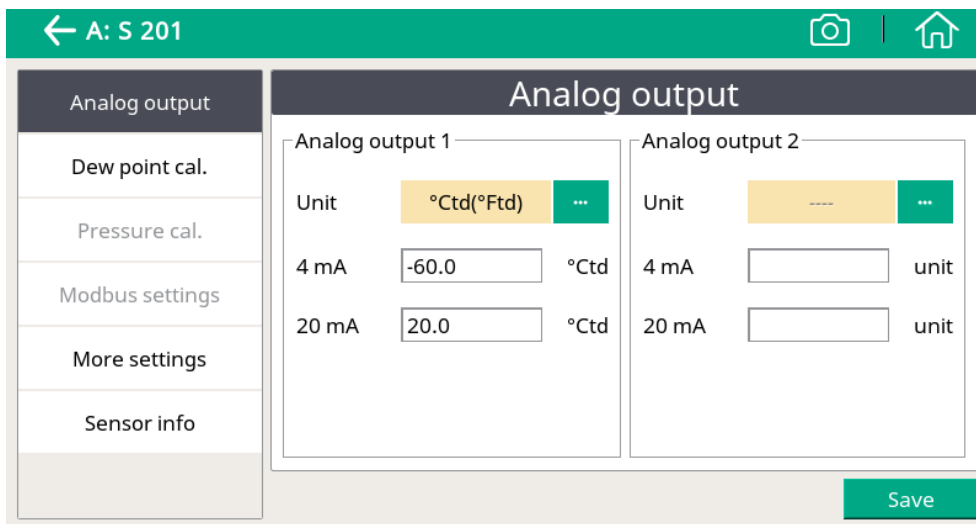 A: S 201
Analog output
Dew point cal.
Pressure cal.
Modbus settings
More settings
Sensor info
Analog output
Analog output 1
Unit °Ctd(°Ftd) ...
4 mA -60.0 °Ctd
20 mA 20.0 °Ctd
Analog output 2
Unit ---- ...
4 mA unit
20 mA unit
Save